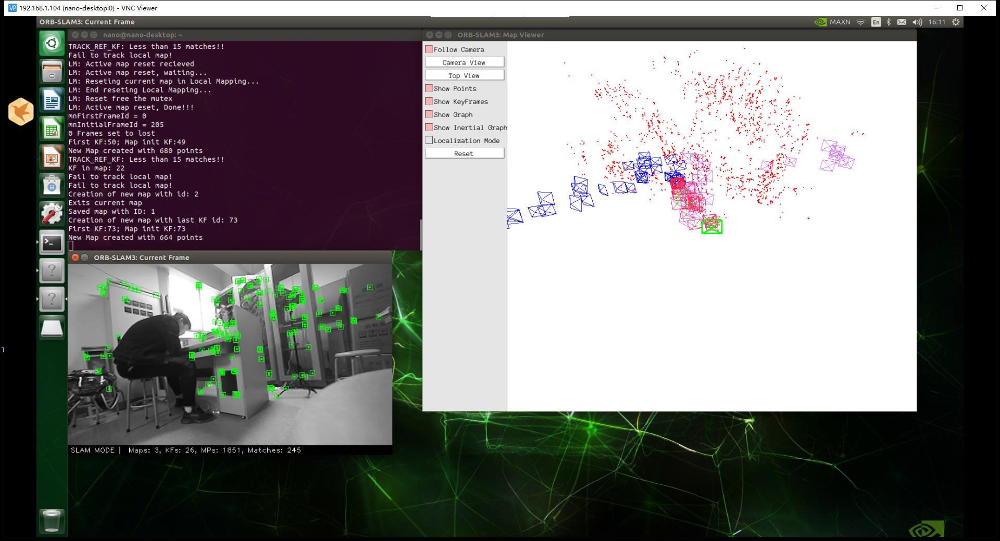 192.168.1.104 (nano-desktop:0) - VNC Viewer
ORB-SLAM3: Current Frame
MAXN
En
16:11
nano@nano-desktop: ~
TRACK_REF_KF: Less than 15 matches!!
Fail to track local map!
LM: Active map reset recieved
LM: Active map reset, waiting...
LM: Reseting current map in Local Mapping...
LM: End reseting Local Mapping...
LM: Reset free the mutex
LM: Active map reset, Done!!!
mnFirstFrameId = 0
mnInitialFrameId = 205
0 Frames set to lost
First KF:50; Map init KF:49
New Map created with 680 points
TRACK_REF_KF: Less than 15 matches!!
KF in map: 22
Fail to track local map!
Fail to track local map!
Creation of new map with id: 2
Exits current map
Saved map with ID: 1
Creation of new map with last KF id: 73
First KF:73; Map init KF:73
New Map created with 664 points
ORB-SLAM3: Map Viewer
Follow Camera
Camera View
Top View
Show Points
Show KeyFrames
Show Graph
Show Inertial Graph
Localization Mode
Reset
ORB-SLAM3: Current Frame
SLAM MODE | Maps: 3, KFs: 26, MPs: 1851, Matches: 245